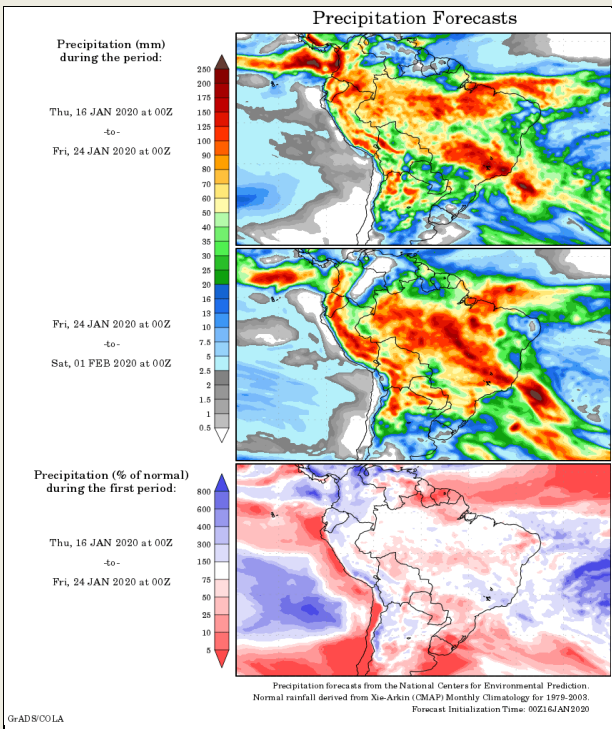 Precipitation Forecasts
Precipitation (mm)
during the period:
Thu, 16 JAN 2020 at 00Z
-to-
Fri, 24 JAN 2020 at 00Z
250
200
175
150
125
100
90
80
70
60
50
40
35
30
25
20
16
13
10
7.5
5
2.5
2
1.5
1
0.5
Fri, 24 JAN 2020 at 00Z
-to-
Sat, 01 FEB 2020 at 00Z
Precipitation (% of normal)
during the first period:
Thu, 16 JAN 2020 at 00Z
-to-
Fri, 24 JAN 2020 at 00Z
800
600
400
300
150
75
50
25
10
5
Precipitation forecasts from the National Centers for Environmental Prediction.
Normal rainfall derived from Xie-Arkin (CMAP) Monthly Climatology for 1979-2003.
Forecast Initialization Time: 00Z16JAN2020
GrADS/COLA